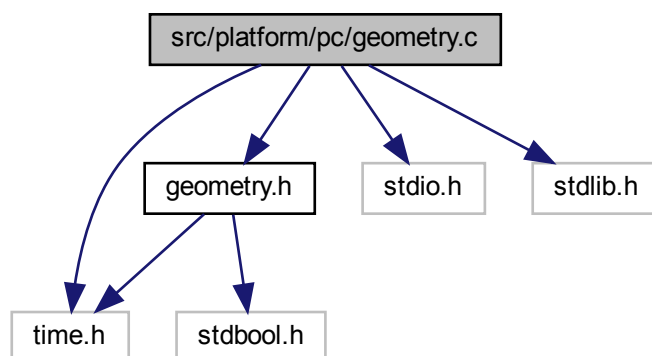 src/platform/pc/geometry.c
geometry.h
stdio.h
stdlib.h
time.h
stdbool.h